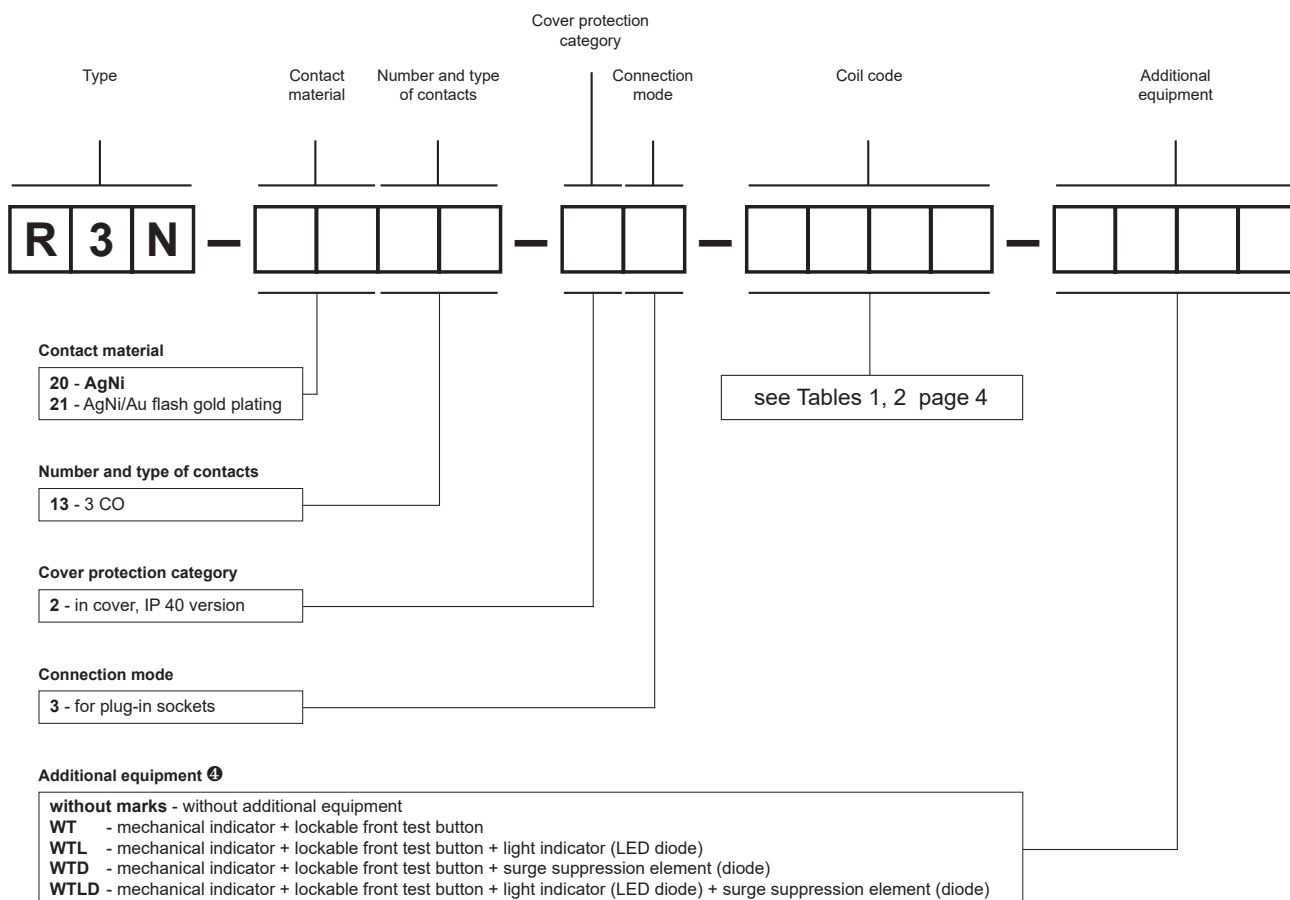 Cover protection
category
Type
Contact
material
Number and type
of contacts
Connection
mode
Coil code
Additional
equipment
R 3 N – – – –
Contact material
20 - AgNi
21 - AgNi/Au flash gold plating
see Tables 1, 2 page 4
Number and type of contacts
13 - 3 CO
Cover protection category
2 - in cover, IP 40 version
Connection mode
3 - for plug-in sockets
Additional equipment ❹
without marks - without additional equipment
WT - mechanical indicator + lockable front test button
WTL - mechanical indicator + lockable front test button + light indicator (LED diode)
WTD - mechanical indicator + lockable front test button + surge suppression element (diode)
WTLD - mechanical indicator + lockable front test button + light indicator (LED diode) + surge suppression element (diode)